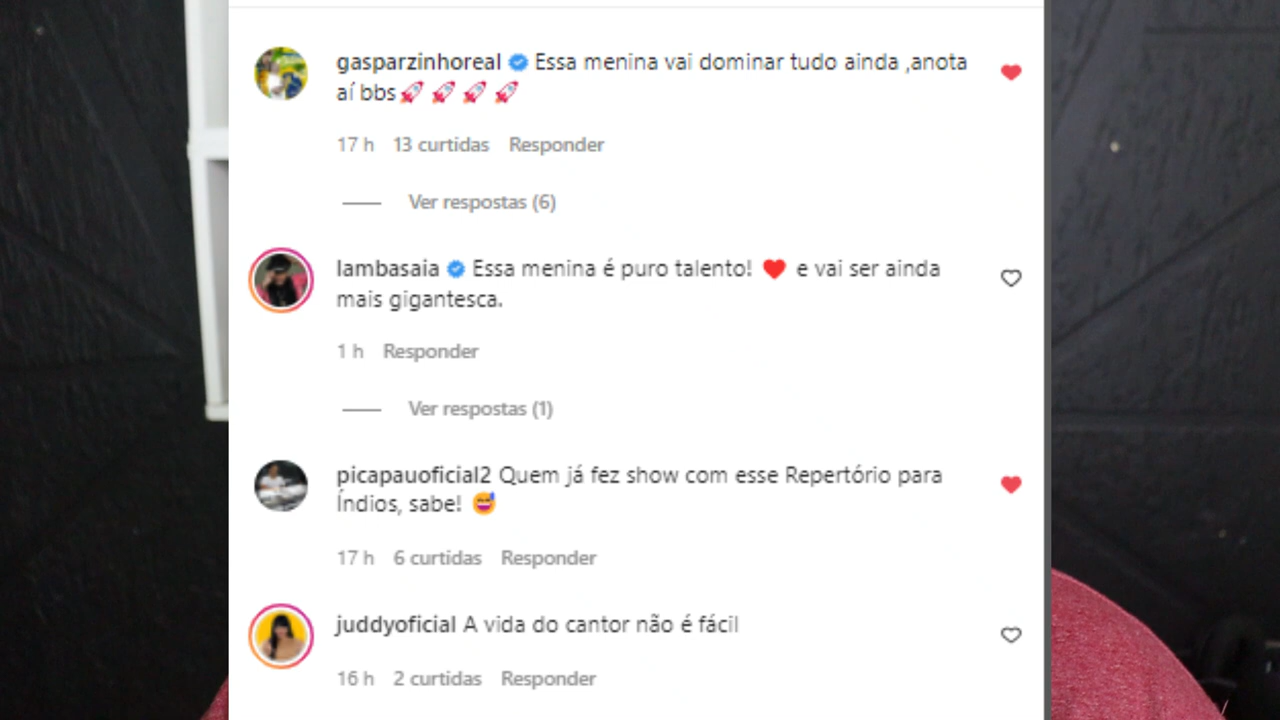 gasparzinhoreal Essa menina vai dominar tudo ainda ,anota
aí bbs🚀 🚀 🚀 🚀
17 h 13 curtidas Responder
Ver respostas (6)
lambasaia Essa menina é puro talento! ❤️ e vai ser ainda
mais gigantesca.
1 h Responder
Ver respostas (1)
picapauoficial2 Quem já fez show com esse Repertório para
Índios, sabe! 😅
17 h 6 curtidas Responder
juddyoficial A vida do cantor não é fácil
16 h 2 curtidas Responder